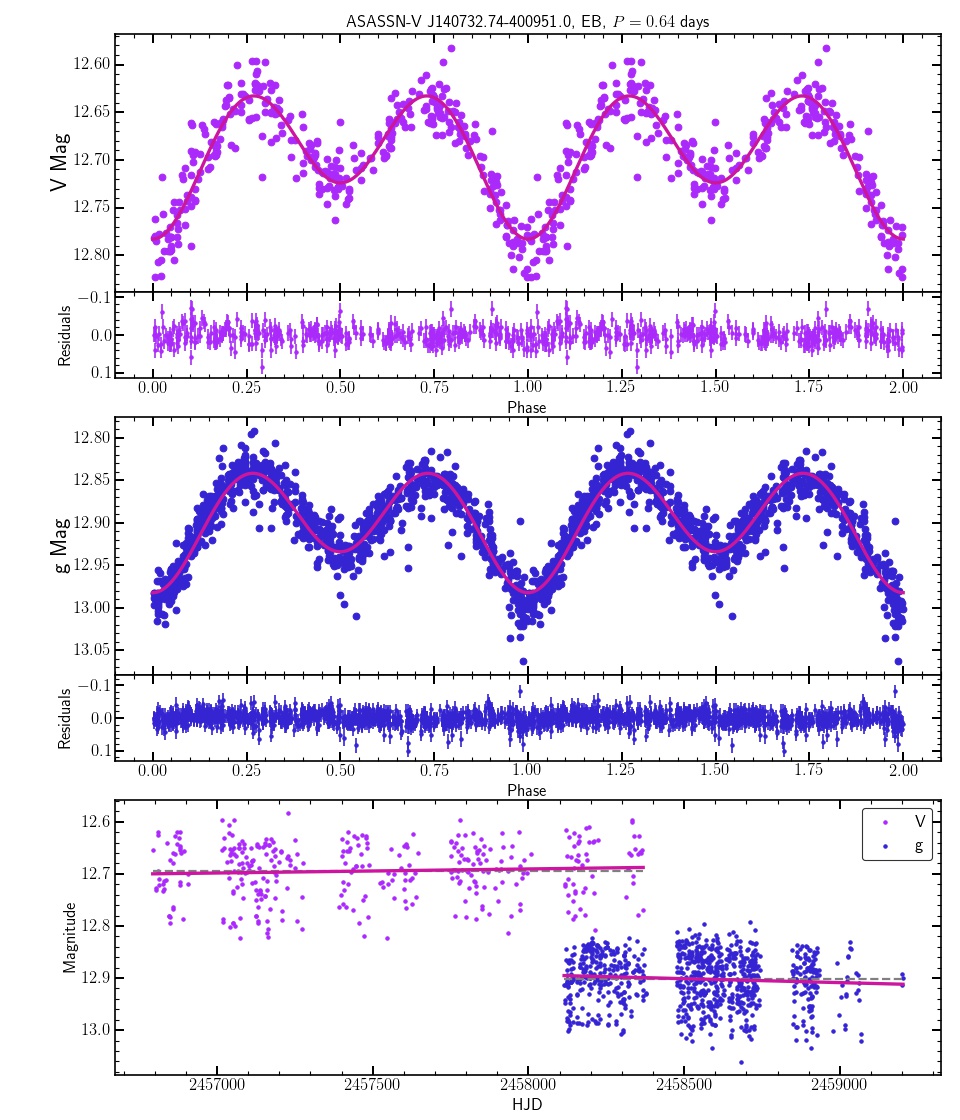 ASASSN-V J140732.74-400951.0, EB, P = 0.64 days
12.60
12.65
12.70
12.75
12.80
V Mag
−0.1
0.0
0.1
Residuals
0.00 0.25 0.50 0.75 1.00 1.25 1.50 1.75 2.00
Phase
12.80
12.85
12.90
12.95
13.00
13.05
g Mag
−0.1
0.0
0.1
Residuals
0.00 0.25 0.50 0.75 1.00 1.25 1.50 1.75 2.00
Phase
12.6
12.7
12.8
12.9
13.0
Magnitude
V
g
2457000 2457500 2458000 2458500 2459000
HJD